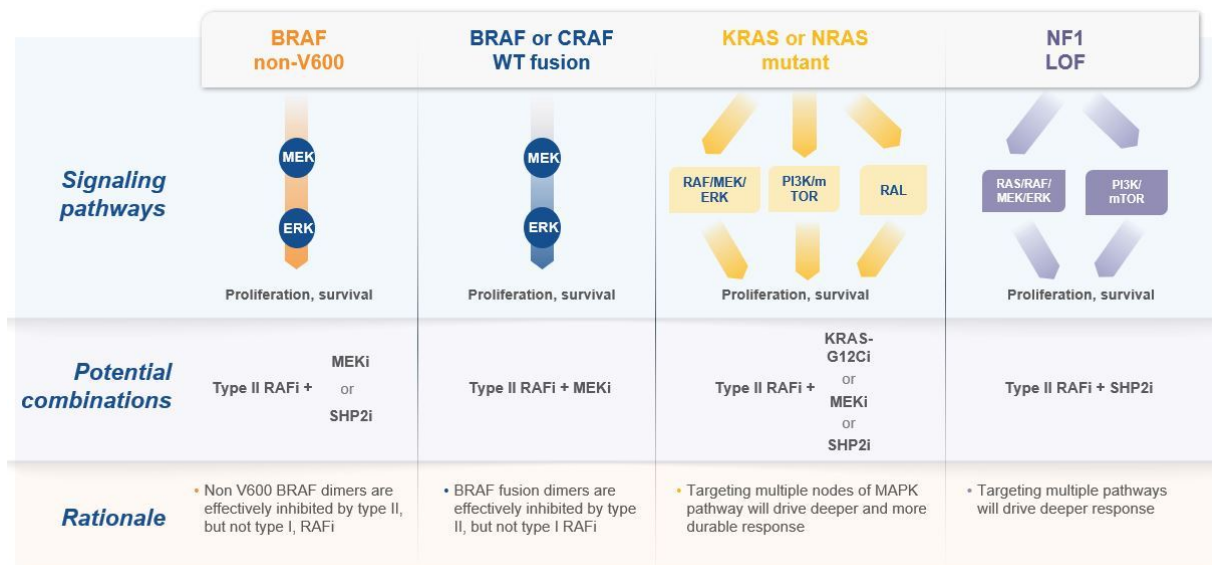 BRAF
non-V600
BRAF or CRAF
WT fusion
KRAS or NRAS
mutant
NF1
LOF
Signaling
pathways
MEK
ERK
MEK
ERK
RAF/MEK/
ERK
PI3K/m
TOR
RAL
RAS/RAF/
MEK/ERK
PI3K/
mTOR
Proliferation, survival
Proliferation, survival
Proliferation, survival
Proliferation, survival
Potential
combinations
Type II RAFi +
MEKi
or
SHP2i
Type II RAFi + MEKi
Type II RAFi +
KRAS-
G12Ci
or
MEKi
or
SHP2i
Type II RAFi + SHP2i
Rationale
• Non V600 BRAF dimers are
effectively inhibited by type II,
but not type I, RAFi
• BRAF fusion dimers are
effectively inhibited by type
II, but not type I RAFi
• Targeting multiple nodes of MAPK
pathway will drive deeper and more
durable response
• Targeting multiple pathways
will drive deeper response